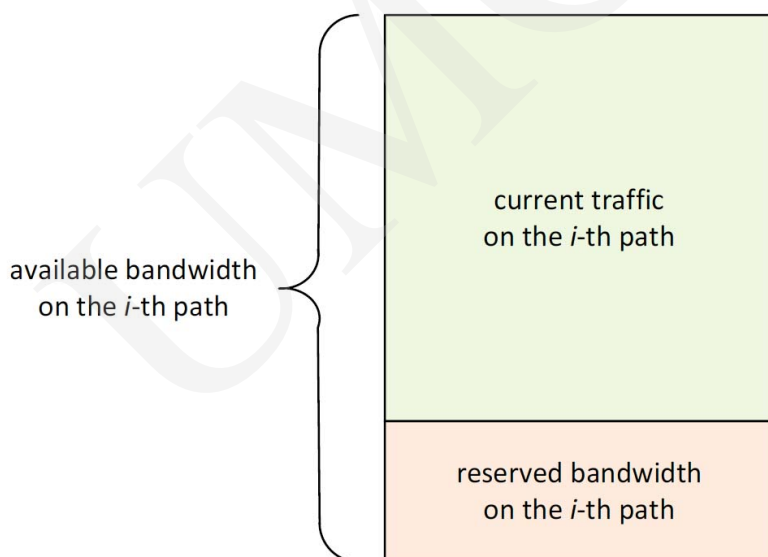 current traffic
on the i-th path
available bandwidth
on the i-th path
reserved bandwidth
on the i-th path